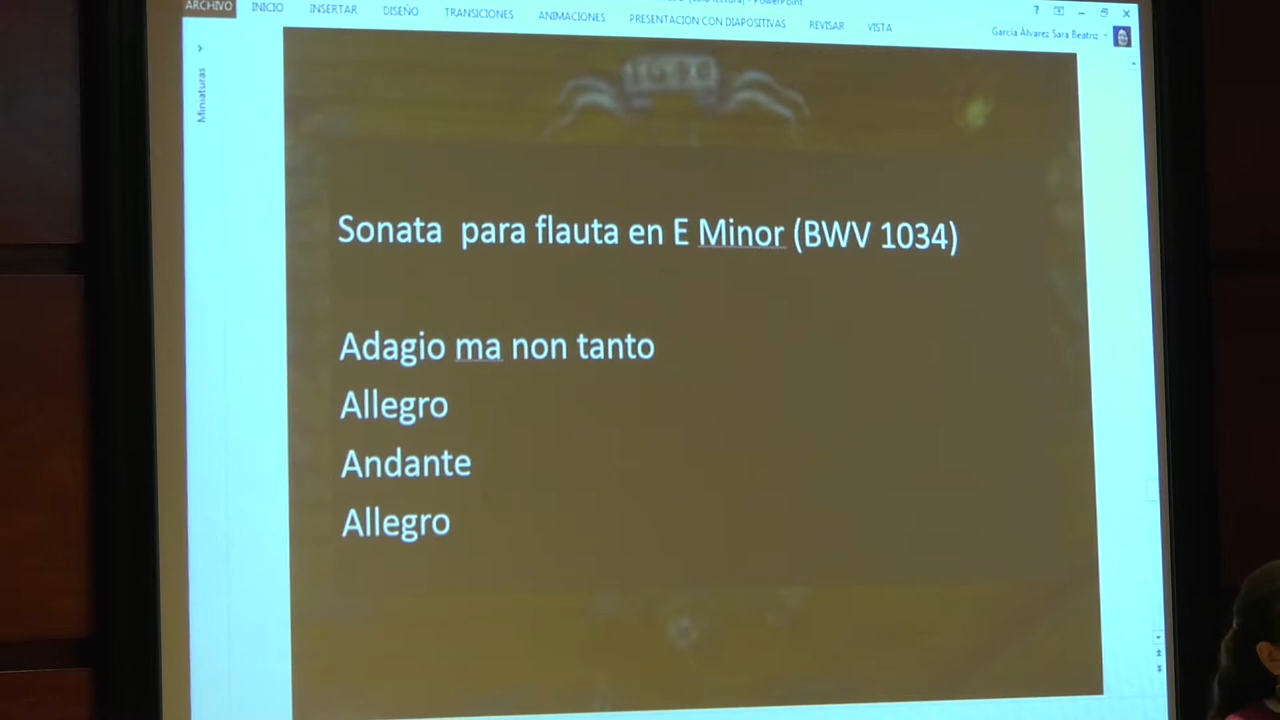 PowerPoint
ARCHIVO INICIO INSERTAR DISEÑO TRANSICIONES ANIMACIONES PRESENTACIÓN CON DIAPOSITIVAS REVISAR VISTA
García Álvarez Sara Beatriz
Miniaturas
Sonata para flauta en E Minor (BWV 1034)
Adagio ma non tanto
Allegro
Andante
Allegro